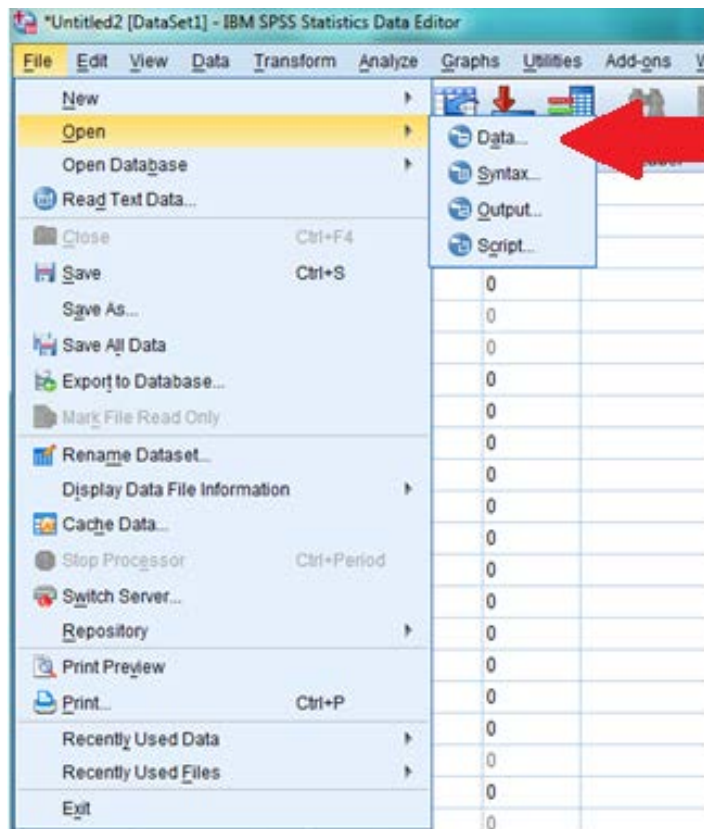 *Untitled2 [DataSet1] - IBM SPSS Statistics Data Editor
File Edit View Data Transform Analyze Graphs Utilities Add-ons
New
Open
Data...
Open Database
Syntax...
Read Text Data...
Output...
Close Ctrl+F4
Script...
Save Ctrl+S
0
Save As...
0
Save All Data
0
Export to Database...
0
Mark File Read Only
0
Rename Dataset...
0
Display Data File Information
0
0
Cache Data...
0
Stop Processor Ctrl+Period
0
Switch Server...
0
Repository
0
Print Preview
0
Print... Ctrl+P
0
Recently Used Data
0
Recently Used Files
0
0
Exit
0